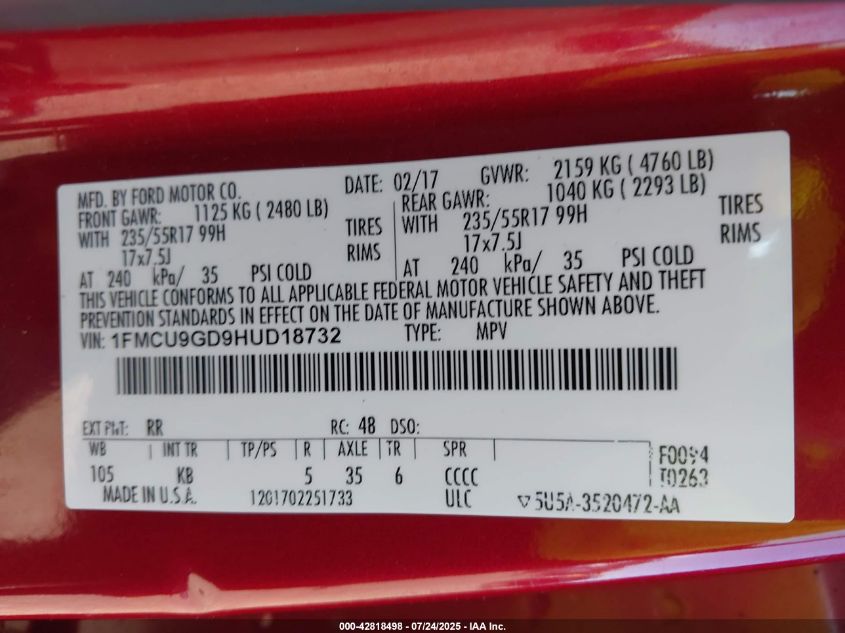 MFD. BY FORD MOTOR CO. DATE: 02/17 GVWR: 2159 KG ( 4760 LB)
FRONT GAWR: 1125 KG ( 2480 LB) REAR GAWR: 1040 KG ( 2293 LB)
WITH 235/55R17 99H TIRES WITH 235/55R17 99H TIRES
17x7.5J RIMS 17x7.5J RIMS
AT 240 kPa/ 35 PSI COLD AT 240 kPa/ 35 PSI COLD
THIS VEHICLE CONFORMS TO ALL APPLICABLE FEDERAL MOTOR VEHICLE SAFETY AND THEFT
PREVENTION STANDARDS IN EFFECT ON THE DATE OF MANUFACTURE SHOWN ABOVE.
VIN: 1FMCU9GD9HUD18732 TYPE: MPV
EXT PNT: RR RC: 48 DSO:
WB INT TR TP/PS R AXLE TR SPR F0094
105 KB 5 35 6 CCCC T0263
MADE IN U.S.A. 1201702251733 ULC 5U5A-3520472-AA
000-42818498 - 07/24/2025 - IAA Inc.